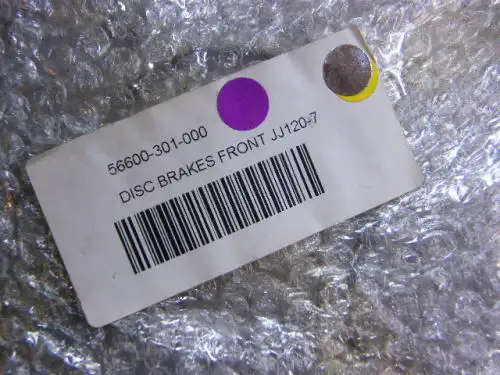 56600-301-000
DISC BRAKES FRONT JJ120-7